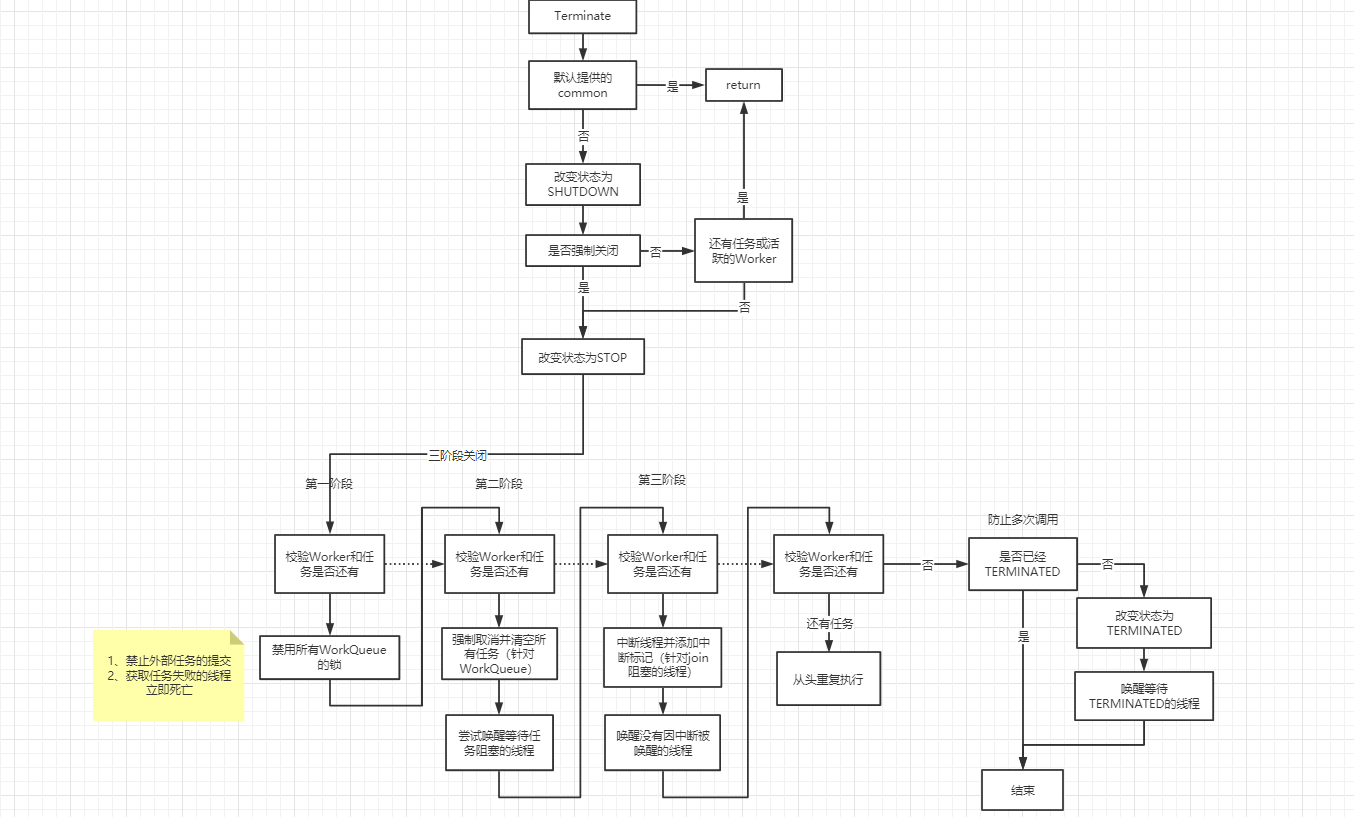 Terminate
默认提供的
common
是
return
否
改变状态为
SHUTDOWN
是
是否强制关闭
否
还有任务或活
跃的Worker
是
否
改变状态为STOP
三阶段关闭
第一阶段
第二阶段
第三阶段
防止多次调用
校验Worker和任
务是否还有
校验Worker和任
务是否还有
校验Worker和任
务是否还有
校验Worker和任
务是否还有
否
是否已经
TERMINATED
否
禁用所有WorkQueue
的锁
强制取消并清空所
有任务（针对
WorkQueue）
中断线程并添加中
断标记（针对join
阻塞的线程）
还有任务
是
改变状态为
TERMINATED
1、禁止外部任务的提交
2、获取任务失败的线程
立即死亡
尝试唤醒等待任
务阻塞的线程
唤醒没有因中断被
唤醒的线程
从头重复执行
唤醒等待
TERMINATED的线程
结束